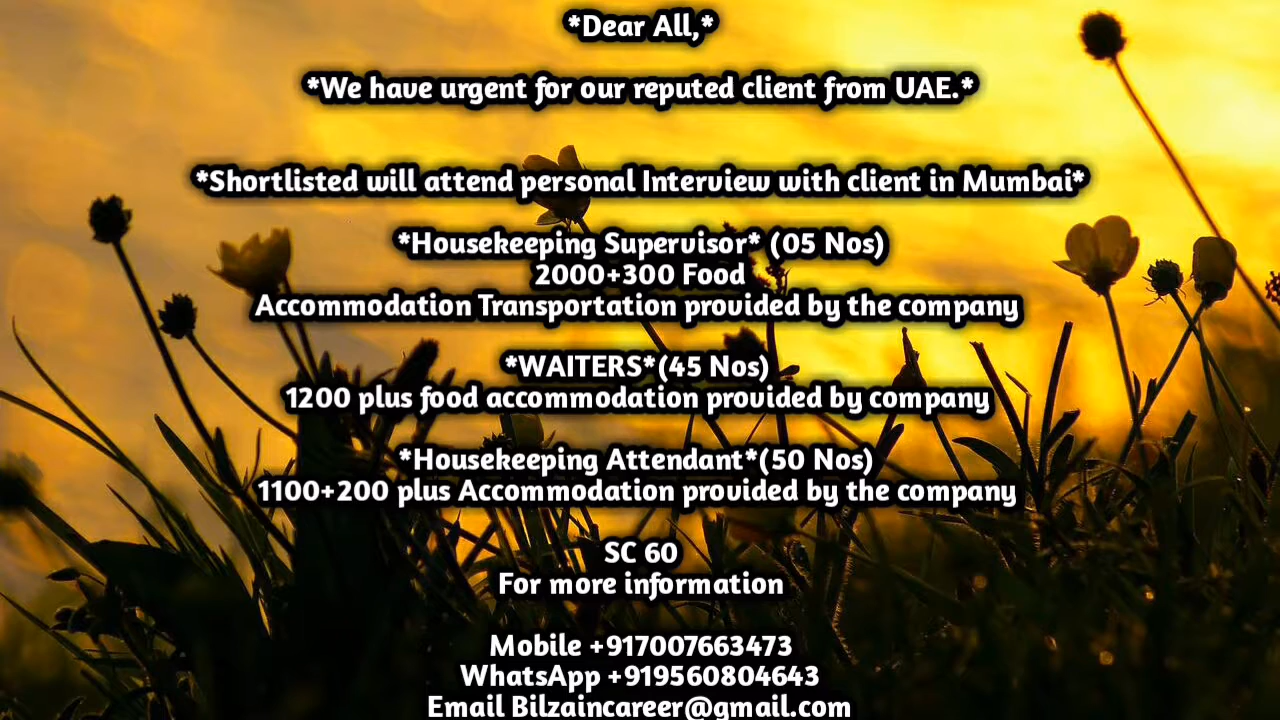 *Dear All,*
*We have urgent for our reputed client from UAE.*
*Shortlisted will attend personal Interview with client in Mumbai*
*Housekeeping Supervisor* (05 Nos)
2000+300 Food
Accommodation Transportation provided by the company
*WAITERS*(45 Nos)
1200 plus food accommodation provided by company
*Housekeeping Attendant*(50 Nos)
1100+200 plus Accommodation provided by the company
SC 60
For more information
Mobile +917007663473
WhatsApp +919560804643
Email Bilzaincareer@gmail.com